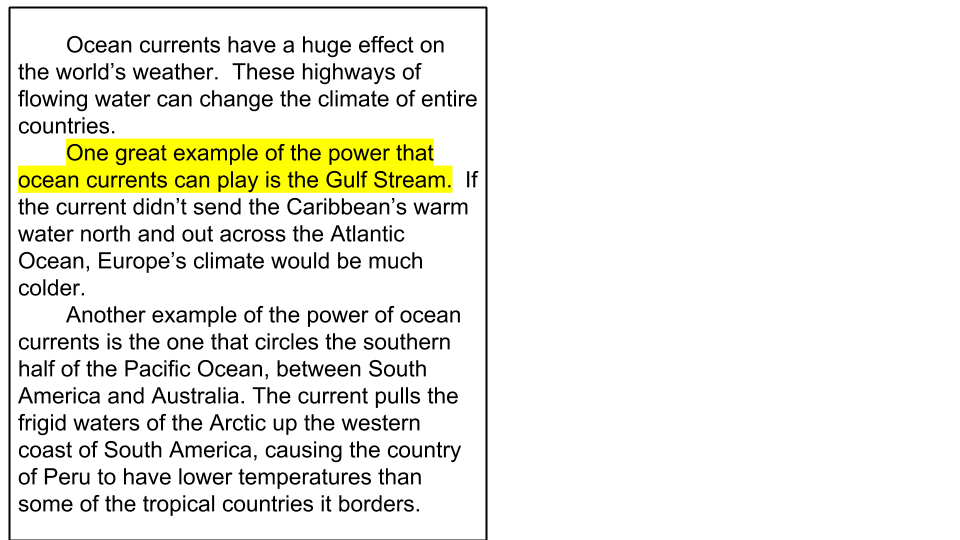 Ocean currents have a huge effect on
the world’s weather.  These highways of
flowing water can change the climate of entire
countries.
One great example of the power that
ocean currents can play is the Gulf Stream.  If
the current didn’t send the Caribbean’s warm
water north and out across the Atlantic
Ocean, Europe’s climate would be much
colder.
Another example of the power of ocean
currents is the one that circles the southern
half of the Pacific Ocean, between South
America and Australia. The current pulls the
frigid waters of the Arctic up the western
coast of South America, causing the country
of Peru to have lower temperatures than
some of the tropical countries it borders.